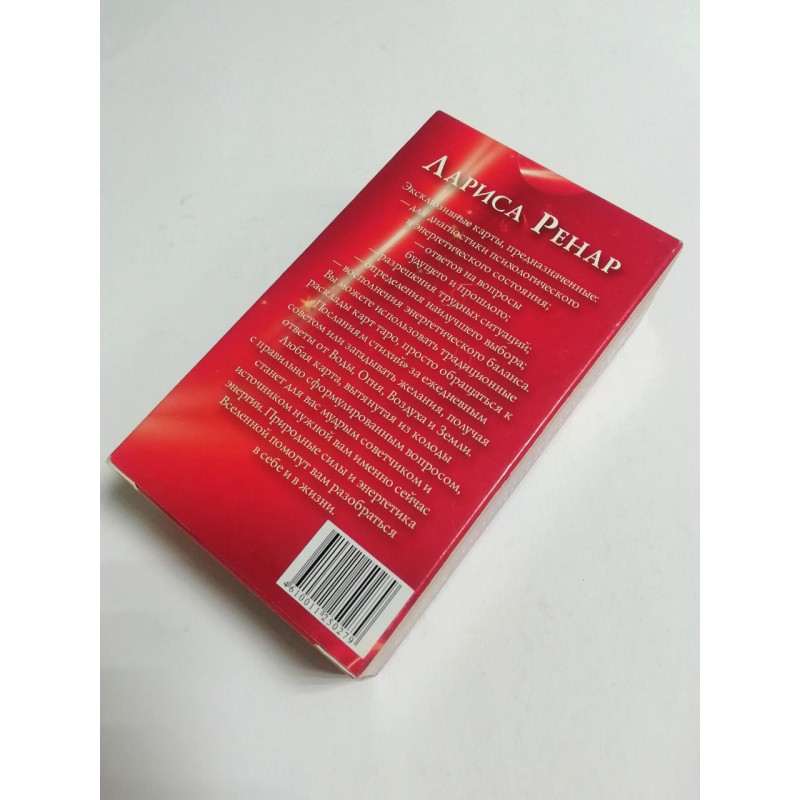 Лариса Ренар
Эксклюзивные карты, предназначенные:
— для диагностики психологического
и энергетического состояния;
— ответов на вопросы
будущего и прошлого;
— разрешения трудных ситуаций;
— определения наилучшего выбора;
— восполнения энергетического баланса.
Вы можете использовать традиционные
расклады карт таро, просто обращаться к
«Посланиям стихий» за ежедневным
советом или загадывать желания, получая
ответы от Воды, Огня, Воздуха и Земли.
Любая карта, вытянутая из колоды
с правильно сформулированным вопросом,
станет для вас мудрым советчиком и
источником нужной вам именно сейчас
энергии. Природные силы и энергетика
Вселенной помогут вам разобраться
в себе и в жизни.
4610011250279